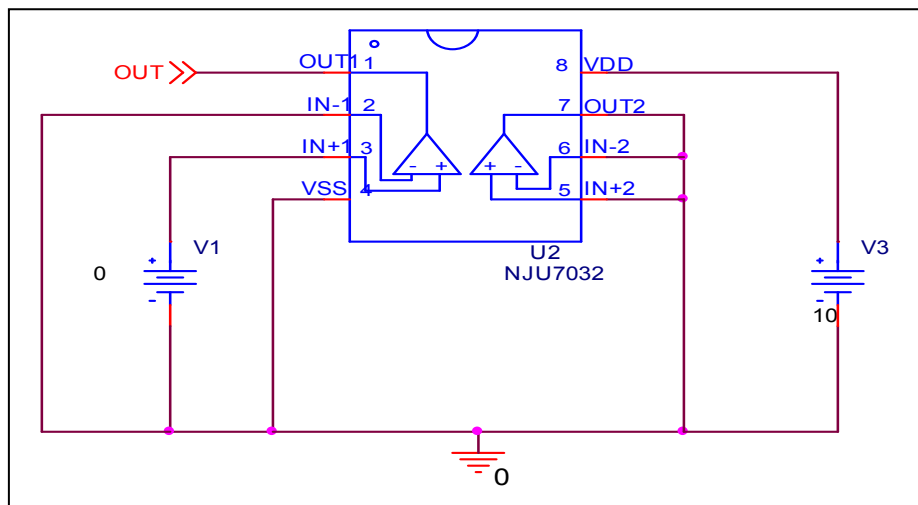 OUT
OUT1 1
8 VDD
IN-1 2
7 OUT2
IN+1 3
6 IN-2
VSS 4
5 IN+2
- +
+ -
U2
NJU7032
V1
0
+
-
V3
+
-
10
0